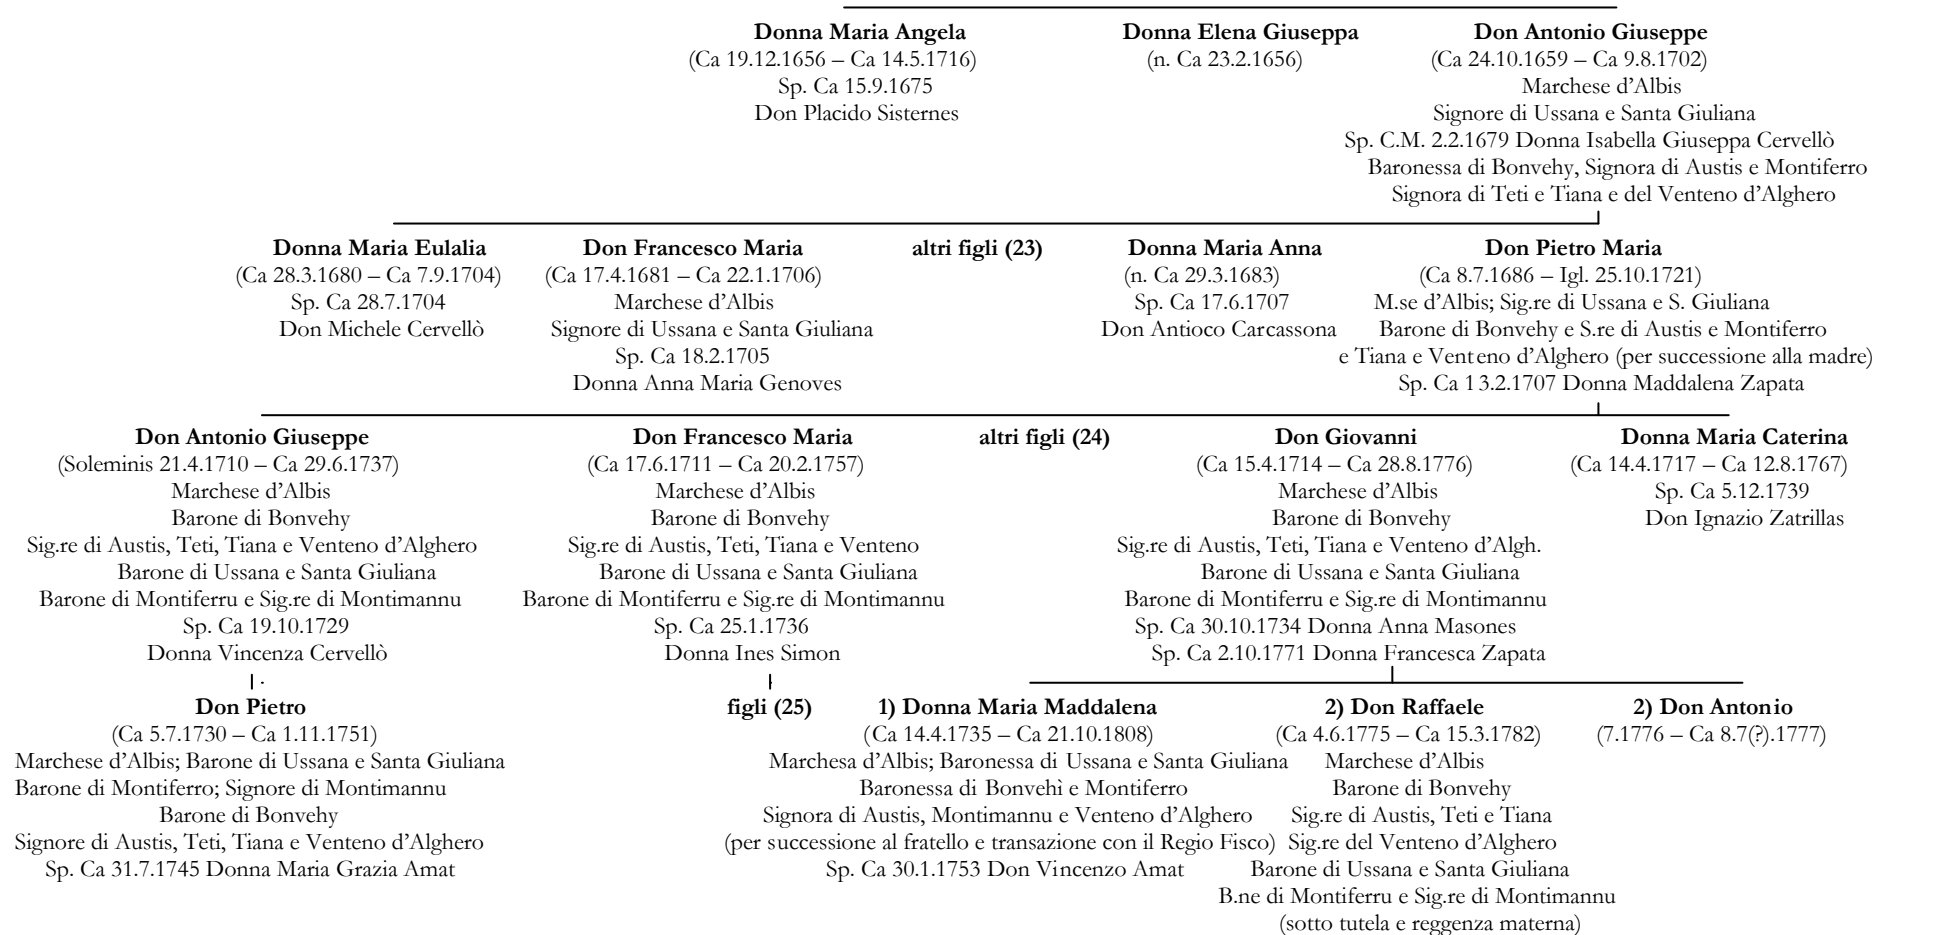 Donna Maria Angela
(Ca 19.12.1656 – Ca 14.5.1716)
Sp. Ca 15.9.1675
Don Placido Sisternes
Donna Elena Giuseppa
(n. Ca 23.2.1656)
Don Antonio Giuseppe
(Ca 24.10.1659 – Ca 9.8.1702)
Marchese d’Albis
Signore di Ussana e Santa Giuliana
Sp. C.M. 2.2.1679 Donna Isabella Giuseppa Cervellò
Baronessa di Bonvehy, Signora di Austis e Montiferro
Signora di Teti e Tiana e del Venteno d’Alghero
Donna Maria Eulalia
(Ca 28.3.1680 – Ca 7.9.1704)
Sp. Ca 28.7.1704
Don Michele Cervellò
Don Francesco Maria
(Ca 17.4.1681 – Ca 22.1.1706)
Marchese d’Albis
Signore di Ussana e Santa Giuliana
Sp. Ca 18.2.1705
Donna Anna Maria Genoves
altri figli (23)
Donna Maria Anna
(n. Ca 29.3.1683)
Sp. Ca 17.6.1707
Don Antioco Carcassona
Don Pietro Maria
(Ca 8.7.1686 – Igl. 25.10.1721)
M.se d’Albis; Sig.re di Ussana e S. Giuliana
Barone di Bonvehy e S.re di Austis e Montiferro
e Tiana e Venteno d’Alghero (per successione alla madre)
Sp. Ca 13.2.1707 Donna Maddalena Zapata
Don Antonio Giuseppe
(Soleminis 21.4.1710 – Ca 29.6.1737)
Marchese d’Albis
Barone di Bonvehy
Sig.re di Austis, Teti, Tiana e Venteno d’Alghero
Barone di Ussana e Santa Giuliana
Barone di Montiferru e Sig.re di Montimannu
Sp. Ca 19.10.1729
Donna Vincenza Cervellò
Don Francesco Maria
(Ca 17.6.1711 – Ca 20.2.1757)
Marchese d’Albis
Barone di Bonvehy
Sig.re di Austis, Teti, Tiana e Venteno
Barone di Ussana e Santa Giuliana
Barone di Montiferru e Sig.re di Montimannu
Sp. Ca 25.1.1736
Donna Ines Simon
altri figli (24)
Don Giovanni
(Ca 15.4.1714 – Ca 28.8.1776)
Marchese d’Albis
Barone di Bonvehy
Sig.re di Austis, Teti, Tiana e Venteno d’Algh.
Barone di Ussana e Santa Giuliana
Barone di Montiferru e Sig.re di Montimannu
Sp. Ca 30.10.1734 Donna Anna Masones
Sp. Ca 2.10.1771 Donna Francesca Zapata
Donna Maria Caterina
(Ca 14.4.1717 – Ca 12.8.1767)
Sp. Ca 5.12.1739
Don Ignazio Zatrillas
Don Pietro
(Ca 5.7.1730 – Ca 1.11.1751)
Marchese d’Albis; Barone di Ussana e Santa Giuliana
Barone di Montiferro; Signore di Montimannu
Barone di Bonvehy
Signore di Austis, Teti, Tiana e Venteno d’Alghero
Sp. Ca 31.7.1745 Donna Maria Grazia Amat
figli (25)
1) Donna Maria Maddalena
(Ca 14.4.1735 – Ca 21.10.1808)
Marchesa d’Albis; Baronessa di Ussana e Santa Giuliana
Baronessa di Bonvehì e Montiferro
Signora di Austis, Montimannu e Venteno d’Alghero
(per successione al fratello e transazione con il Regio Fisco)
Sp. Ca 30.1.1753 Don Vincenzo Amat
2) Don Raffaele
(Ca 4.6.1775 – Ca 15.3.1782)
Marchese d’Albis
Barone di Bonvehy
Sig.re di Austis, Teti e Tiana
Sig.re del Venteno d’Alghero
Barone di Ussana e Santa Giuliana
B.ne di Montiferru e Sig.re di Montimannu
(sotto tutela e reggenza materna)
2) Don Antonio
(7.1776 – Ca 8.7(?).1777)